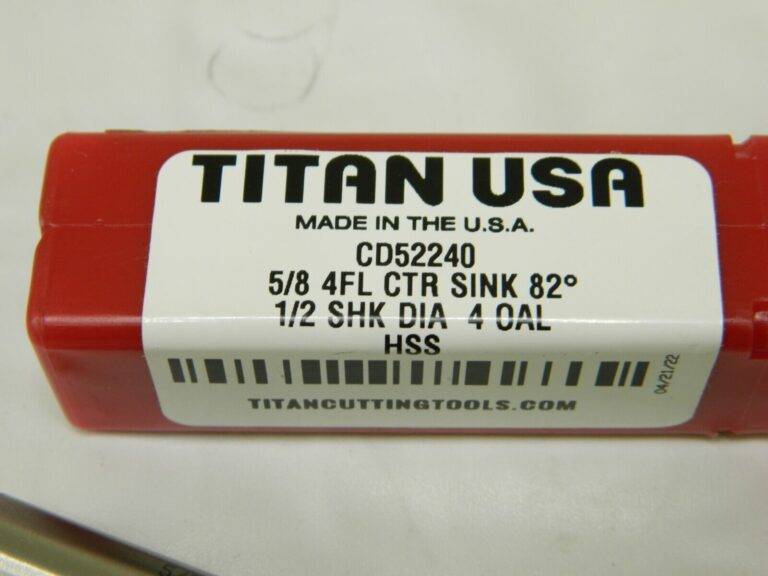 TITAN USA
MADE IN THE U.S.A.
CD52240
5/8 4FL CTR SINK 82°
1/2 SHK DIA 4 OAL
HSS
04/21/22
TITANCUTTINGTOOLS.COM